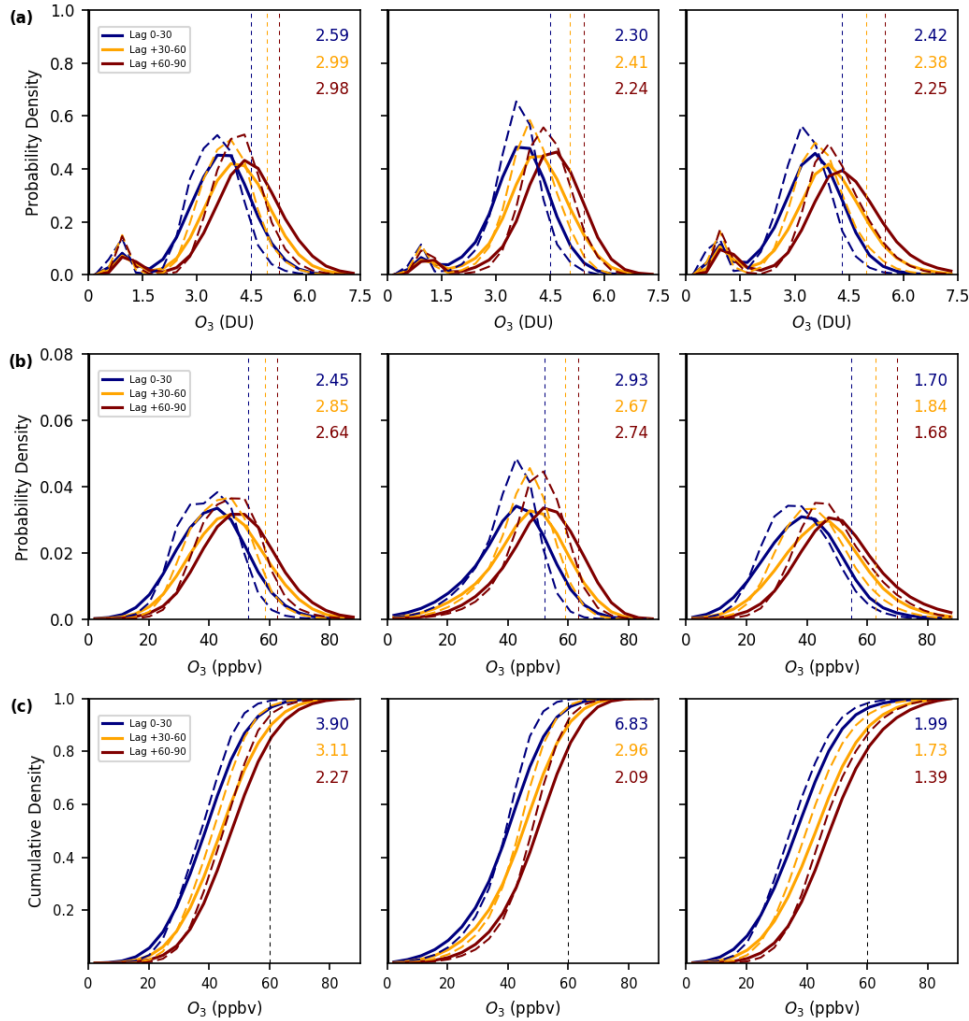 (a)
Probability Density
1.0
0.8
0.6
0.4
0.2
0.0
Lag 0-30
Lag +30-60
Lag +60-90
2.59
2.99
2.98
2.30
2.41
2.24
2.42
2.38
2.25
0 1.5 3.0 4.5 6.0
0 1.5 3.0 4.5 6.0 7.5
0 1.5 3.0 4.5 6.0 7.5
O3 (DU)
O3 (DU)
O3 (DU)
(b)
Probability Density
0.08
0.06
0.04
0.02
0.0
Lag 0-30
Lag +30-60
Lag +60-90
2.45
2.85
2.64
2.93
2.67
2.74
1.70
1.84
1.68
0 20 40 60 80
0 20 40 60 80
0 20 40 60 80
O3 (ppbv)
O3 (ppbv)
O3 (ppbv)
(c)
Cumulative Density
1.0
0.8
0.6
0.4
0.2
Lag 0-30
Lag +30-60
Lag +60-90
3.90
3.11
2.27
6.83
2.96
2.09
1.99
1.73
1.39
0 20 40 60 80
0 20 40 60 80
0 20 40 60 80
O3 (ppbv)
O3 (ppbv)
O3 (ppbv)